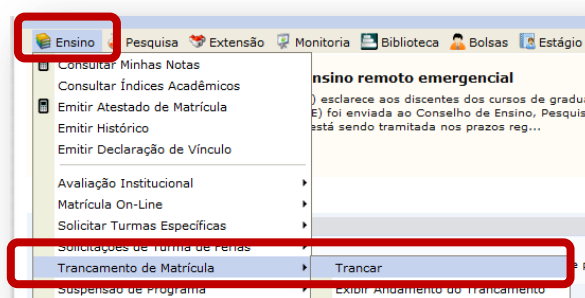 Ensino Pesquisa Extensão Monitoria Biblioteca Bolsas Estágio
Consultar Minhas Notas
nsino remoto emergencial
Consultar Índices Acadêmicos
) esclarece aos discentes dos cursos de gradu
Emitir Atestado de Matrícula
E) foi enviada ao Conselho de Ensino, Pesquis
Emitir Histórico
está sendo tramitada nos prazos reg...
Emitir Declaração de Vínculo
Avaliação Institucional
Matrícula On-Line
Solicitar Turmas Específicas
Solicitações de Turma de Férias
Trancamento de Matrícula Trancar
Suspensão de Programa Exibir Andamento do Trancamento